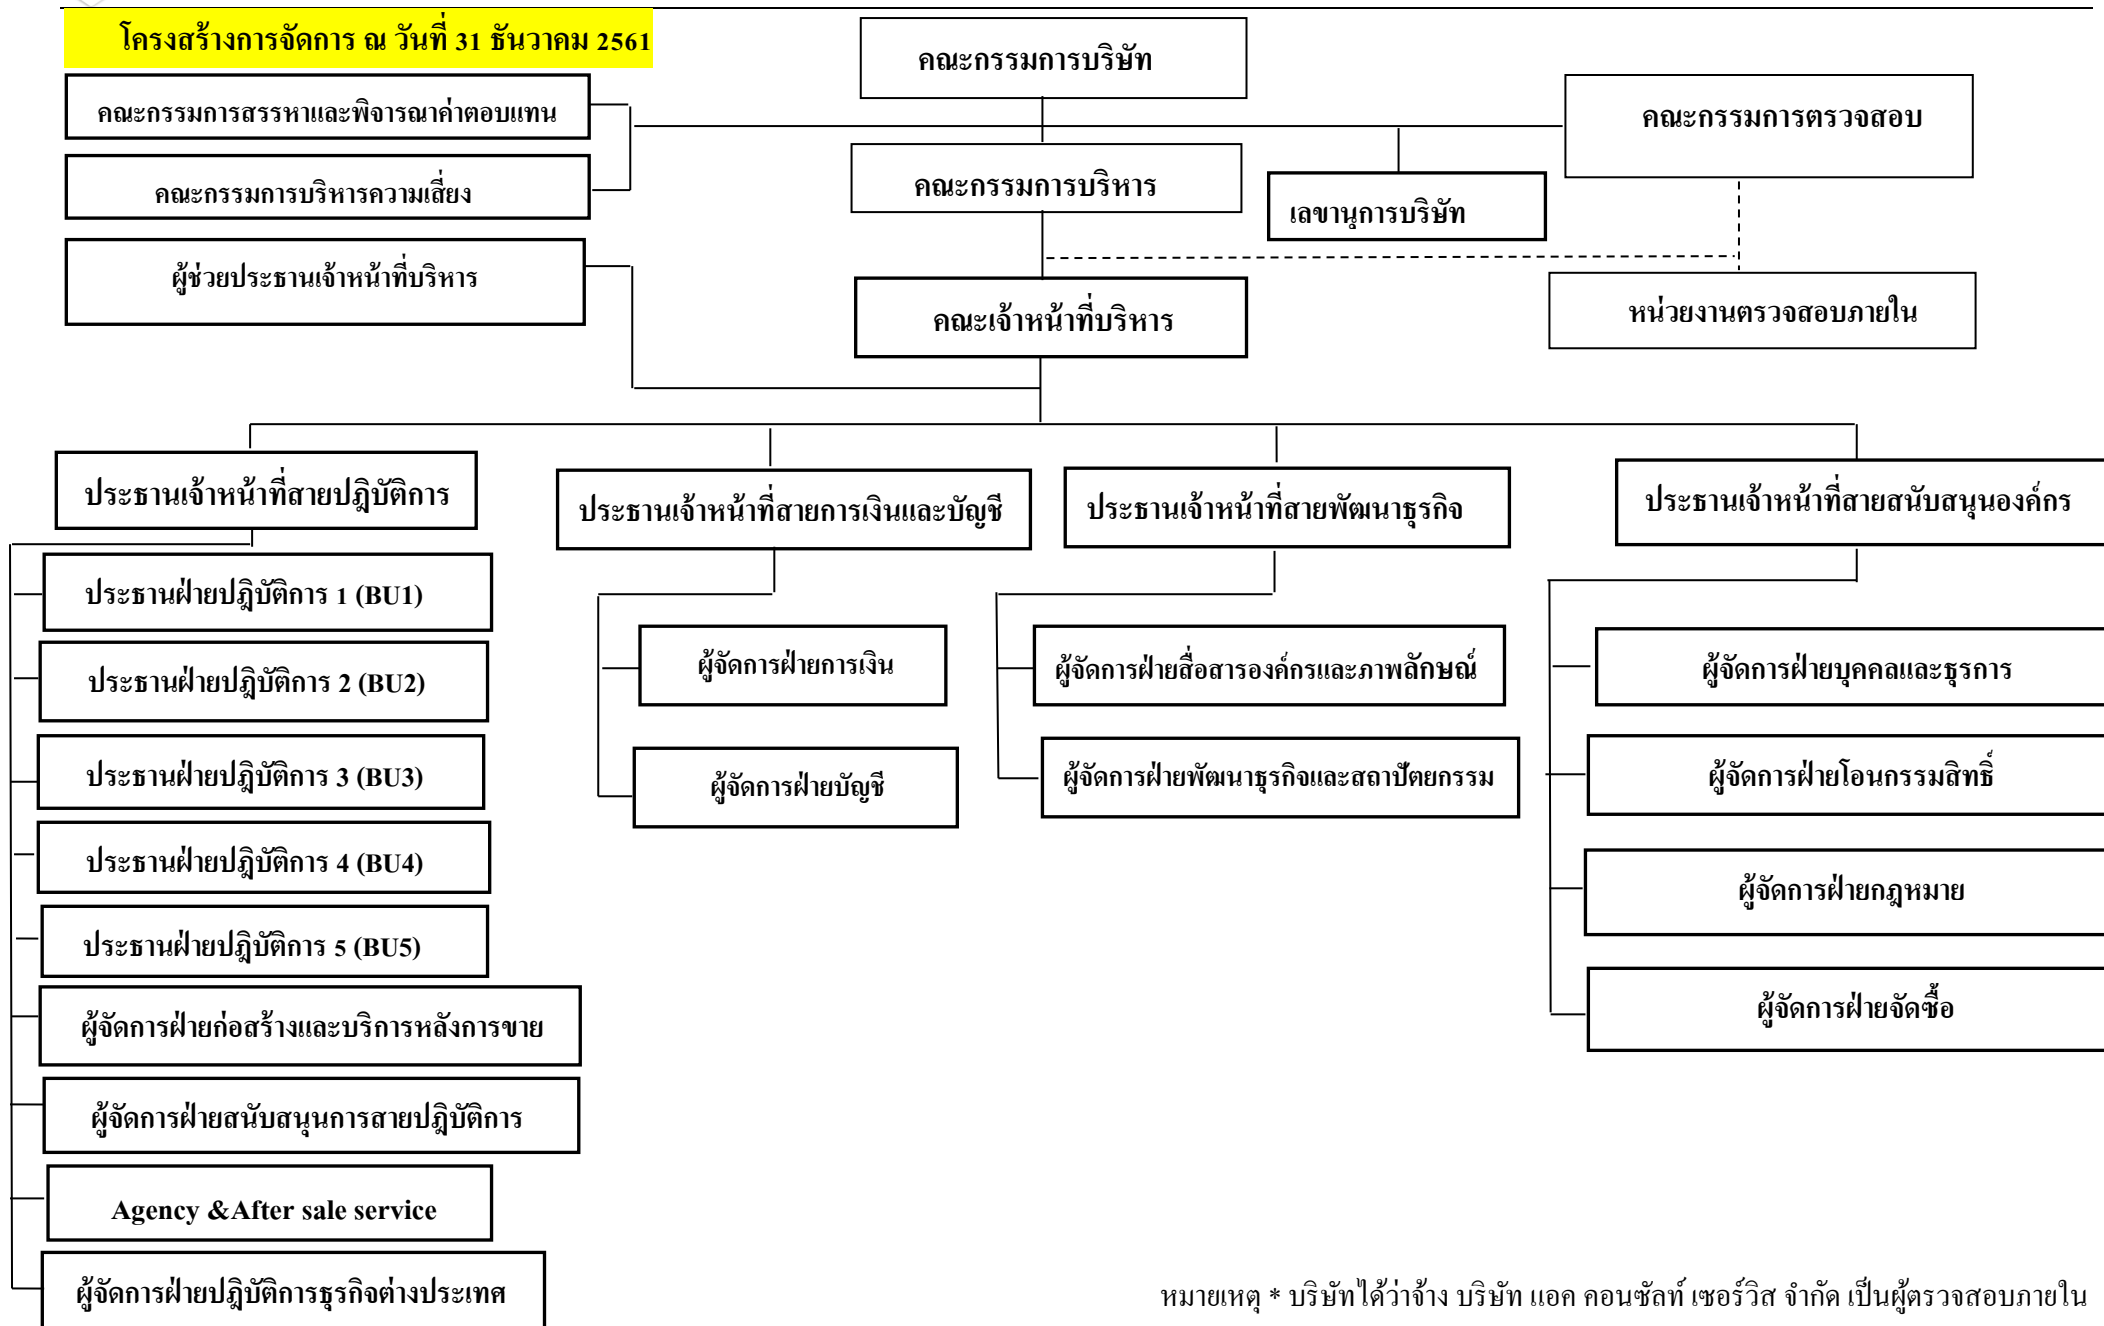 โครงสร้างการจัดการ ณ วันที่ 31 ธันวาคม 2561
คณะกรรมการบริษัท
คณะกรรมการสรรหาและพิจารณาค่าตอบแทน
คณะกรรมการตรวจสอบ
คณะกรรมการบริหารความเสี่ยง
คณะกรรมการบริหาร
เลขานุการบริษัท
ผู้ช่วยประธานเจ้าหน้าที่บริหาร
คณะเจ้าหน้าที่บริหาร
หน่วยงานตรวจสอบภายใน
ประธานเจ้าหน้าที่สายปฎิบัติการ
ประธานฝ่ายปฎิบัติการ 1 (BU1)
ประธานฝ่ายปฎิบัติการ 2 (BU2)
ประธานฝ่ายปฎิบัติการ 3 (BU3)
ประธานฝ่ายปฎิบัติการ 4 (BU4)
ประธานฝ่ายปฎิบัติการ 5 (BU5)
ผู้จัดการฝ่ายก่อสร้างและบริการหลังการขาย
ผู้จัดการฝ่ายสนับสนุนการสายปฎิบัติการ
Agency &After sale service
ผู้จัดการฝ่ายปฎิบัติการธุรกิจต่างประเทศ
ประธานเจ้าหน้าที่สายการเงินและบัญชี
ผู้จัดการฝ่ายการเงิน
ผู้จัดการฝ่ายบัญชี
ประธานเจ้าหน้าที่สายพัฒนาธุรกิจ
ผู้จัดการฝ่ายสื่อสารองค์กรและภาพลักษณ์
ผู้จัดการฝ่ายพัฒนาธุรกิจและสถาปัตยกรรม
ประธานเจ้าหน้าที่สายสนับสนุนองค์กร
ผู้จัดการฝ่ายบุคคลและธุรการ
ผู้จัดการฝ่ายโอนกรรมสิทธิ์
ผู้จัดการฝ่ายกฎหมาย
ผู้จัดการฝ่ายจัดซื้อ
หมายเหตุ * บริษัทได้ว่าจ้าง บริษัท แอค คอนซัลท์ เซอร์วิส จำกัด เป็นผู้ตรวจสอบภายใน